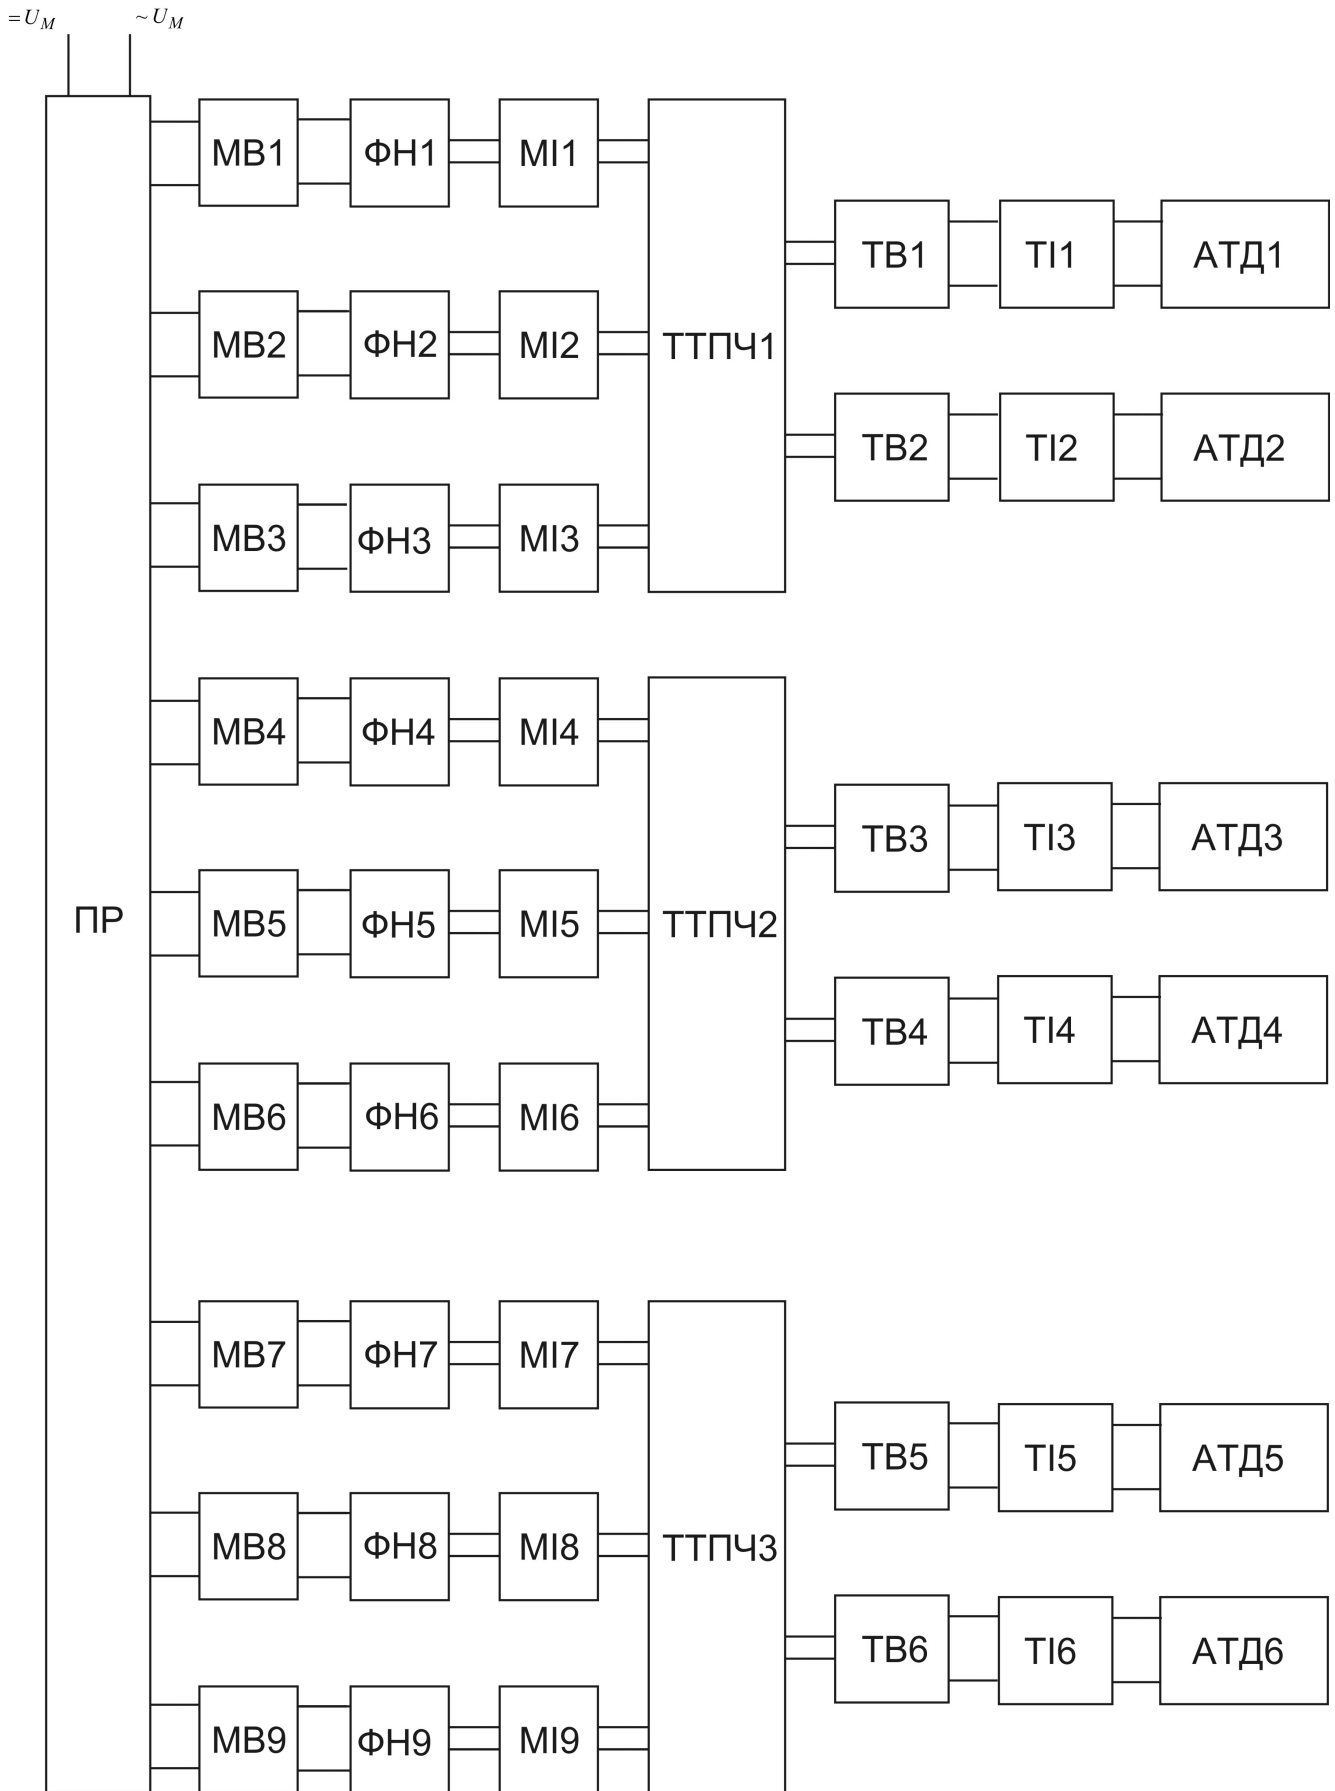 =U_M ~U_M
МВ1 ФН1 МІ1
ТВ1 ТІ1 АТД1
МВ2 ФН2 МІ2 ТТПЧ1
ТВ2 ТІ2 АТД2
МВ3 ФН3 МІ3
МВ4 ФН4 МІ4
ТВ3 ТІ3 АТД3
ПР МВ5 ФН5 МІ5 ТТПЧ2
ТВ4 ТІ4 АТД4
МВ6 ФН6 МІ6
МВ7 ФН7 МІ7
ТВ5 ТІ5 АТД5
МВ8 ФН8 МІ8 ТТПЧ3
ТВ6 ТІ6 АТД6
МВ9 ФН9 МІ9